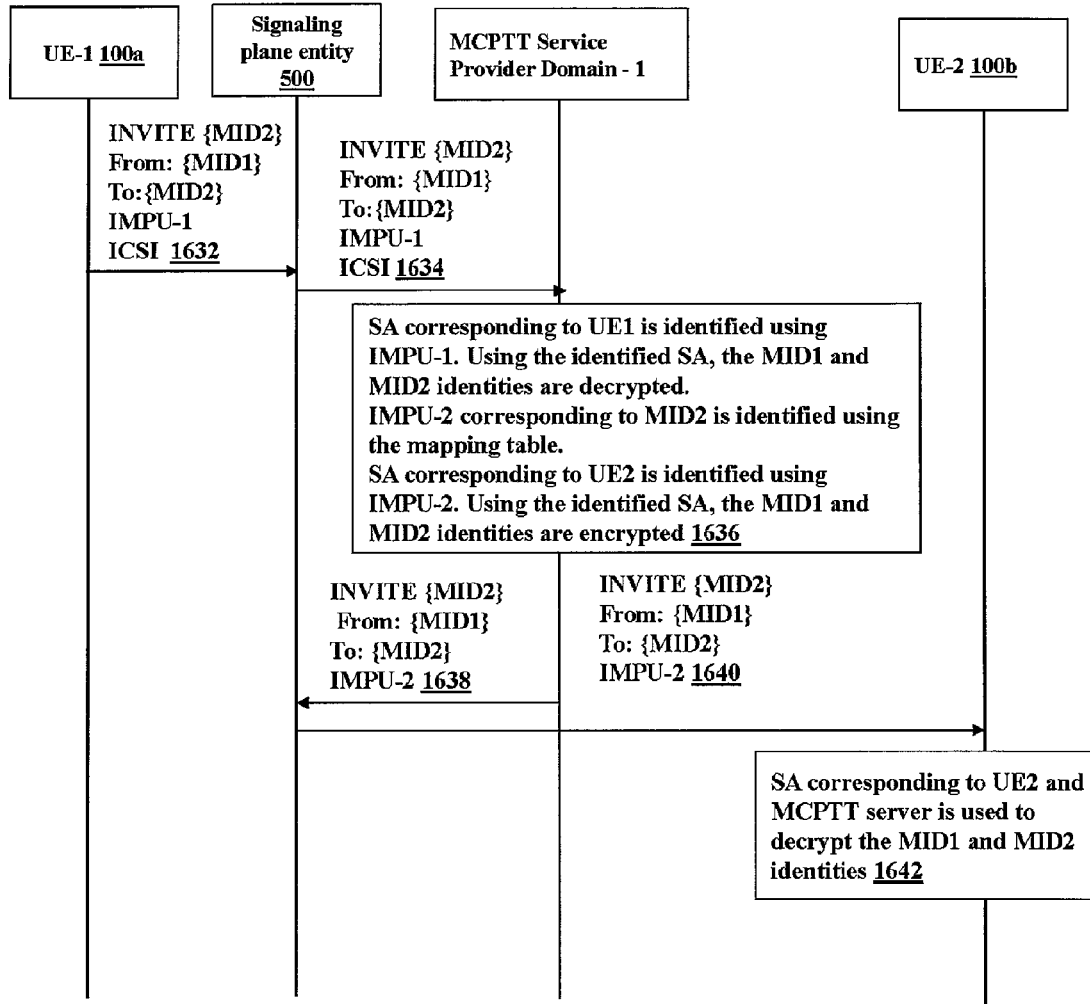 UE-1 100a
Signaling
plane entity
500
MCPTT Service
Provider Domain - 1
UE-2 100b
INVITE {MID2}
From: {MID1}
To:{MID2}
IMPU-1
ICSI 1632
INVITE {MID2}
From: {MID1}
To:{MID2}
IMPU-1
ICSI 1634
SA corresponding to UE1 is identified using
IMPU-1. Using the identified SA, the MID1 and
MID2 identities are decrypted.
IMPU-2 corresponding to MID2 is identified using
the mapping table.
SA corresponding to UE2 is identified using
IMPU-2. Using the identified SA, the MID1 and
MID2 identities are encrypted 1636
INVITE {MID2}
From: {MID1}
To: {MID2}
IMPU-2 1638
INVITE {MID2}
From: {MID1}
To: {MID2}
IMPU-2 1640
SA corresponding to UE2 and
MCPTT server is used to
decrypt the MID1 and MID2
identities 1642